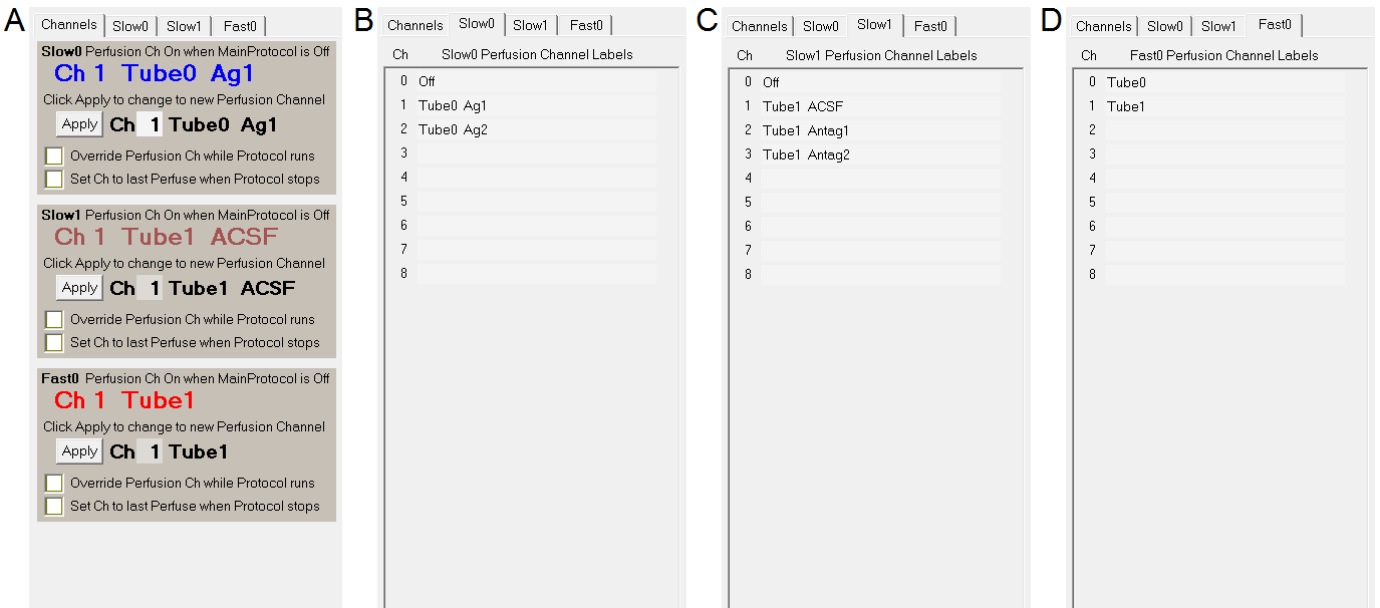 A
Channels Slow0 Slow1 Fast0
Slow0 Perfusion Ch On when MainProtocol is Off
Ch 1 Tube0 Ag1
Click Apply to change to new Perfusion Channel
Apply Ch 1 Tube0 Ag1
Override Perfusion Ch while Protocol runs
Set Ch to last Perfuse when Protocol stops
Slow1 Perfusion Ch On when MainProtocol is Off
Ch 1 Tube1 ACSF
Click Apply to change to new Perfusion Channel
Apply Ch 1 Tube1 ACSF
Override Perfusion Ch while Protocol runs
Set Ch to last Perfuse when Protocol stops
Fast0 Perfusion Ch On when MainProtocol is Off
Ch 1 Tube1
Click Apply to change to new Perfusion Channel
Apply Ch 1 Tube1
Override Perfusion Ch while Protocol runs
Set Ch to last Perfuse when Protocol stops
B
Channels Slow0 Slow1 Fast0
Ch Slow0 Perfusion Channel Labels
0 Off
1 Tube0 Ag1
2 Tube0 Ag2
3
4
5
6
7
8
C
Channels Slow0 Slow1 Fast0
Ch Slow1 Perfusion Channel Labels
0 Off
1 Tube1 ACSF
2 Tube1 Antag1
3 Tube1 Antag2
4
5
6
7
8
D
Channels Slow0 Slow1 Fast0
Ch Fast0 Perfusion Channel Labels
0 Tube0
1 Tube1
2
3
4
5
6
7
8